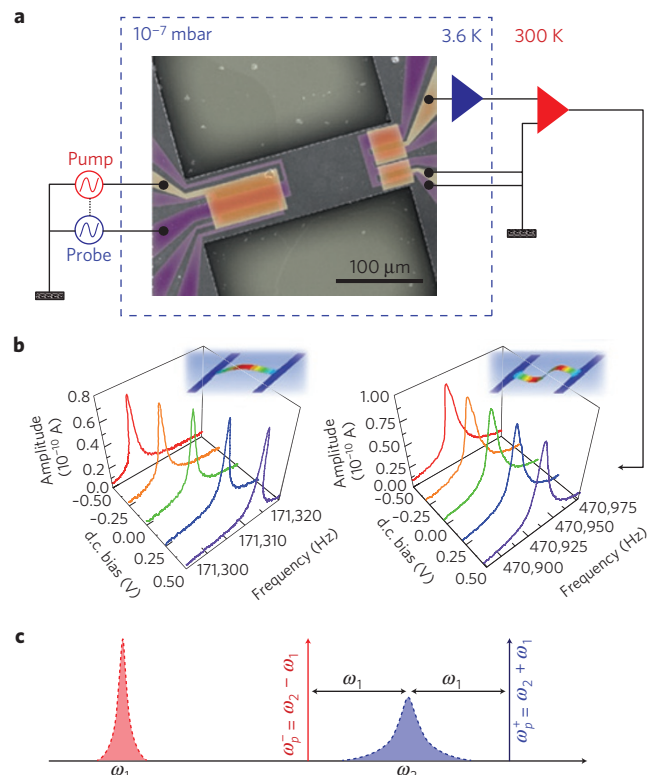 a
10⁻⁷ mbar
3.6 K
300 K
Pump
Probe
100 μm
b
Amplitude
(10⁻¹⁰ A)
0.8
0.6
0.4
0.2
0.0
−0.50
−0.25
0.00
0.25
0.50
d.c. bias (V)
171,300
171,310
171,320
Frequency (Hz)
Amplitude
(10⁻¹⁰ A)
1.00
0.75
0.50
0.25
0.00
−0.50
−0.25
0.00
0.25
0.50
d.c. bias (V)
470,900
470,925
470,950
470,975
Frequency (Hz)
c
ω₁
ωₚ⁻ = ω₂ − ω₁
ω₁
ω₁
ωₚ⁺ = ω₂ + ω₁
ω₂